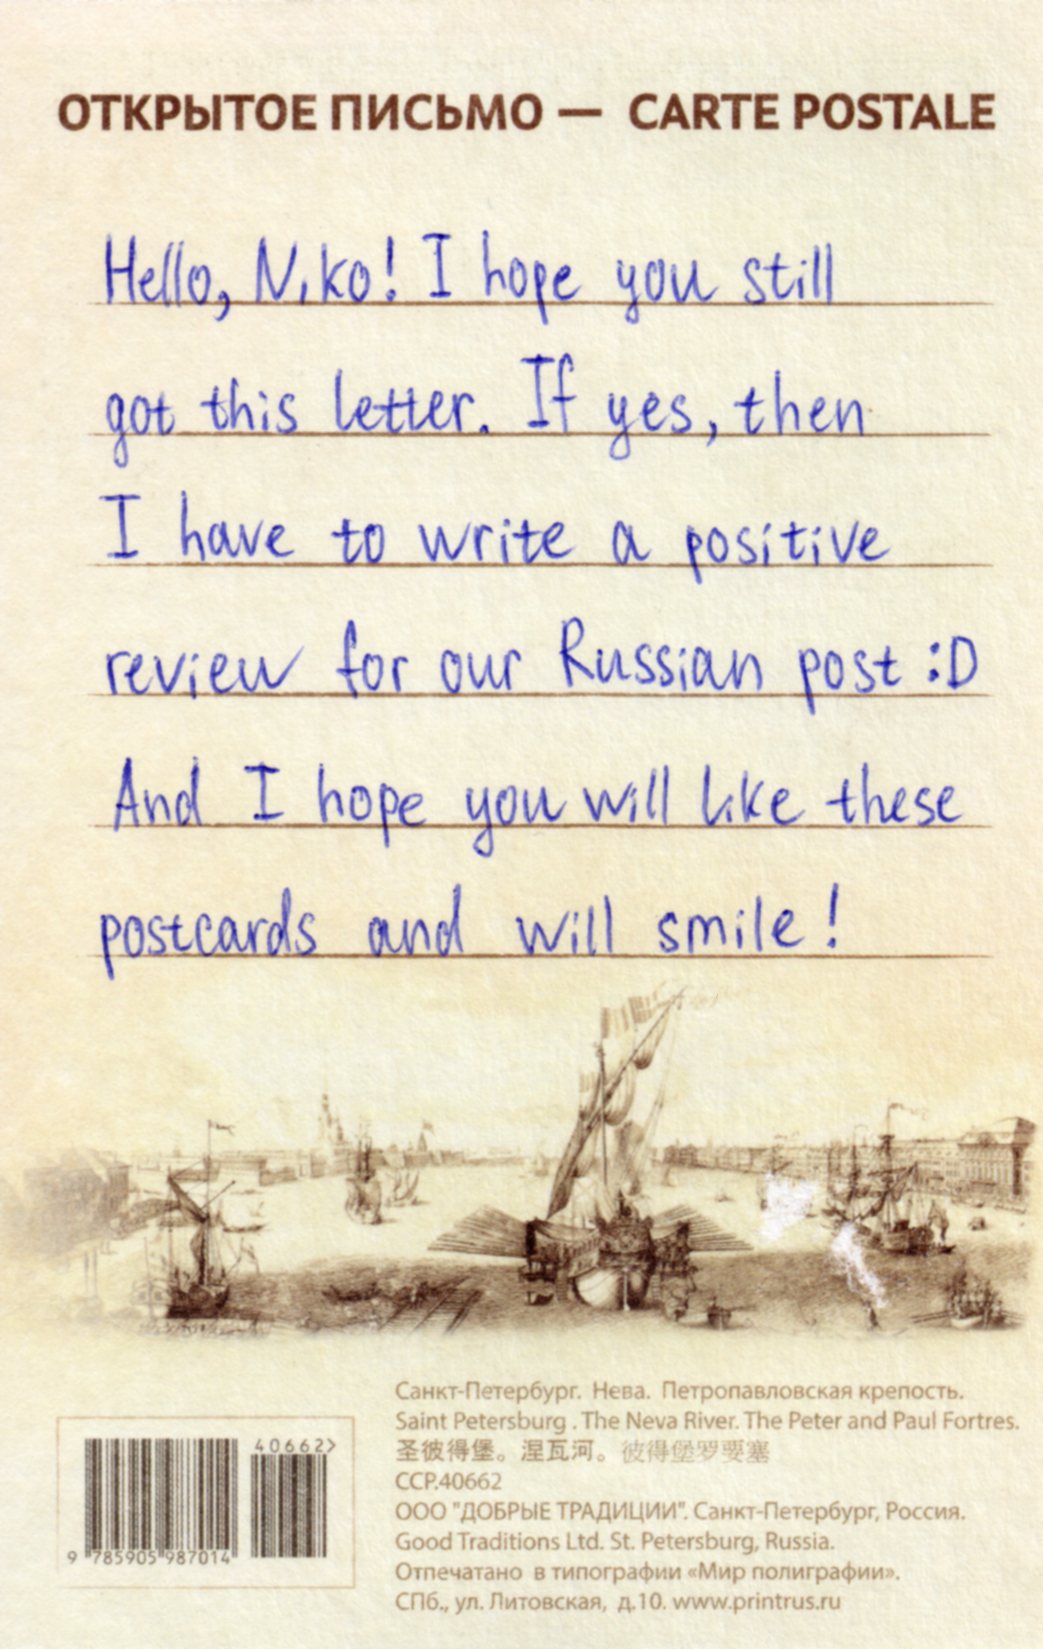 ОТКРЫТОЕ ПИСЬМО — CARTE POSTALE
Hello, Niko! I hope you still
got this letter. If yes, then
I have to write a positive
review for our Russian post :D
And I hope you will like these
postcards and will smile!
Санкт-Петербург. Нева. Петропавловская крепость.
Saint Petersburg . The Neva River. The Peter and Paul Fortres.
圣彼得堡。涅瓦河。彼得堡罗要塞
ССР.40662
ООО "ДОБРЫЕ ТРАДИЦИИ". Санкт-Петербург, Россия.
Good Traditions Ltd. St. Petersburg, Russia.
Отпечатано в типографии «Мир полиграфии».
СПб., ул. Литовская, д.10. www.printrus.ru
40662>
9 785905 987014